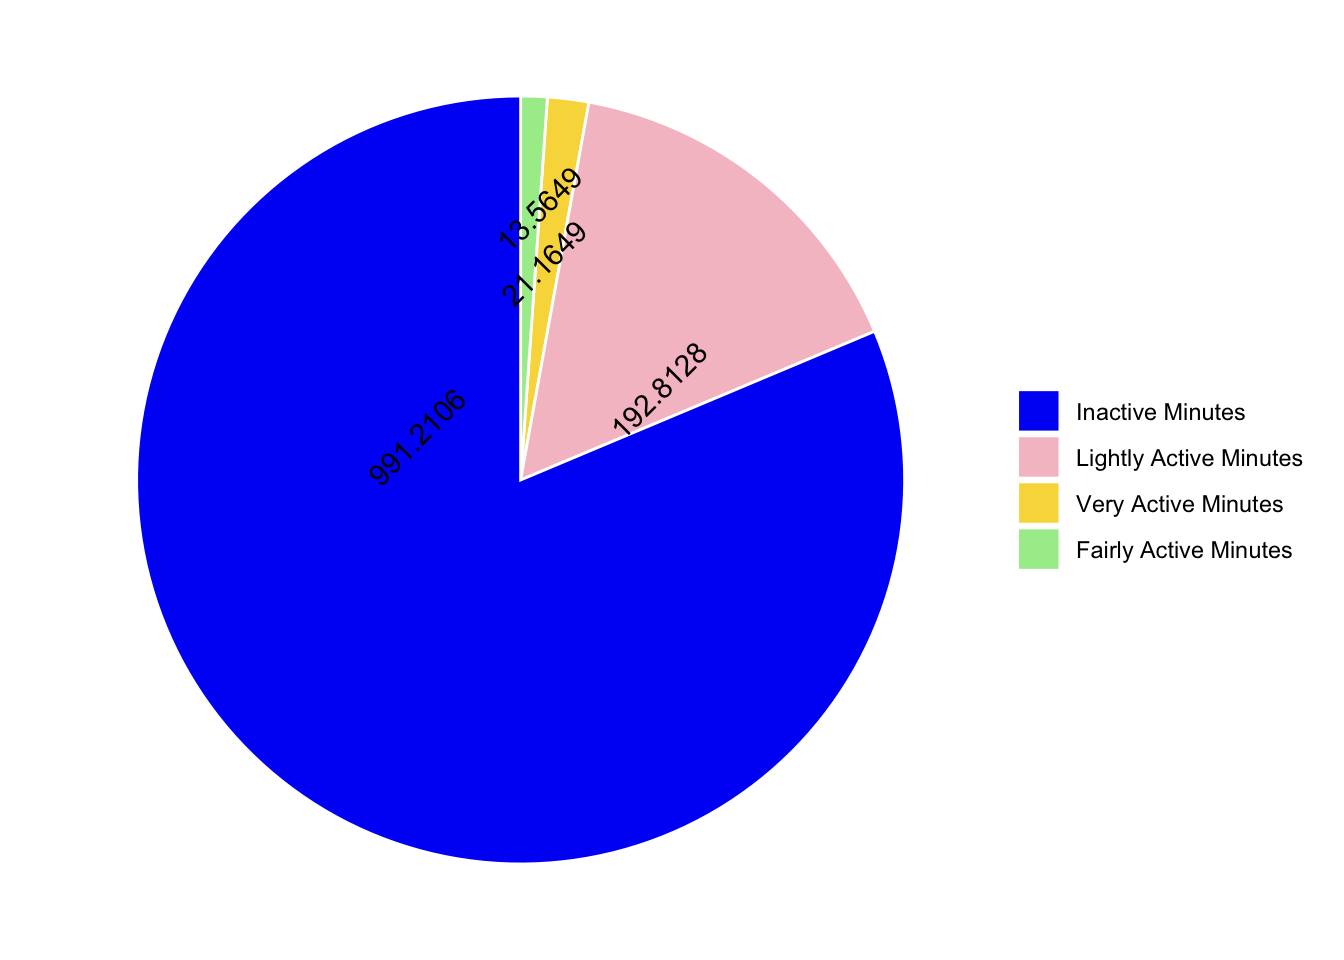 13.5649
21.1649
192.8128
991.2106
Inactive Minutes
Lightly Active Minutes
Very Active Minutes
Fairly Active Minutes